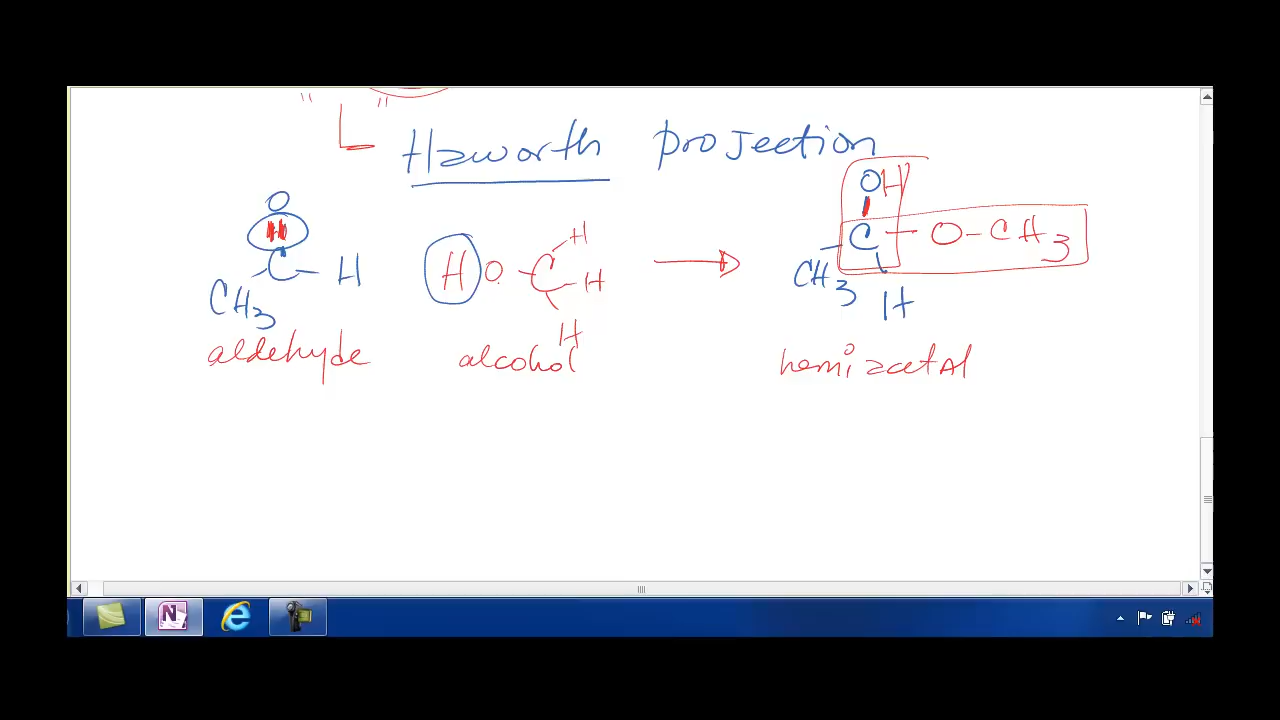 " L "
Haworth projection
O
C H
CH3
H O C H
H
H
OH
C O-CH3
CH3
H
aldehyde alcohol hemiacetal